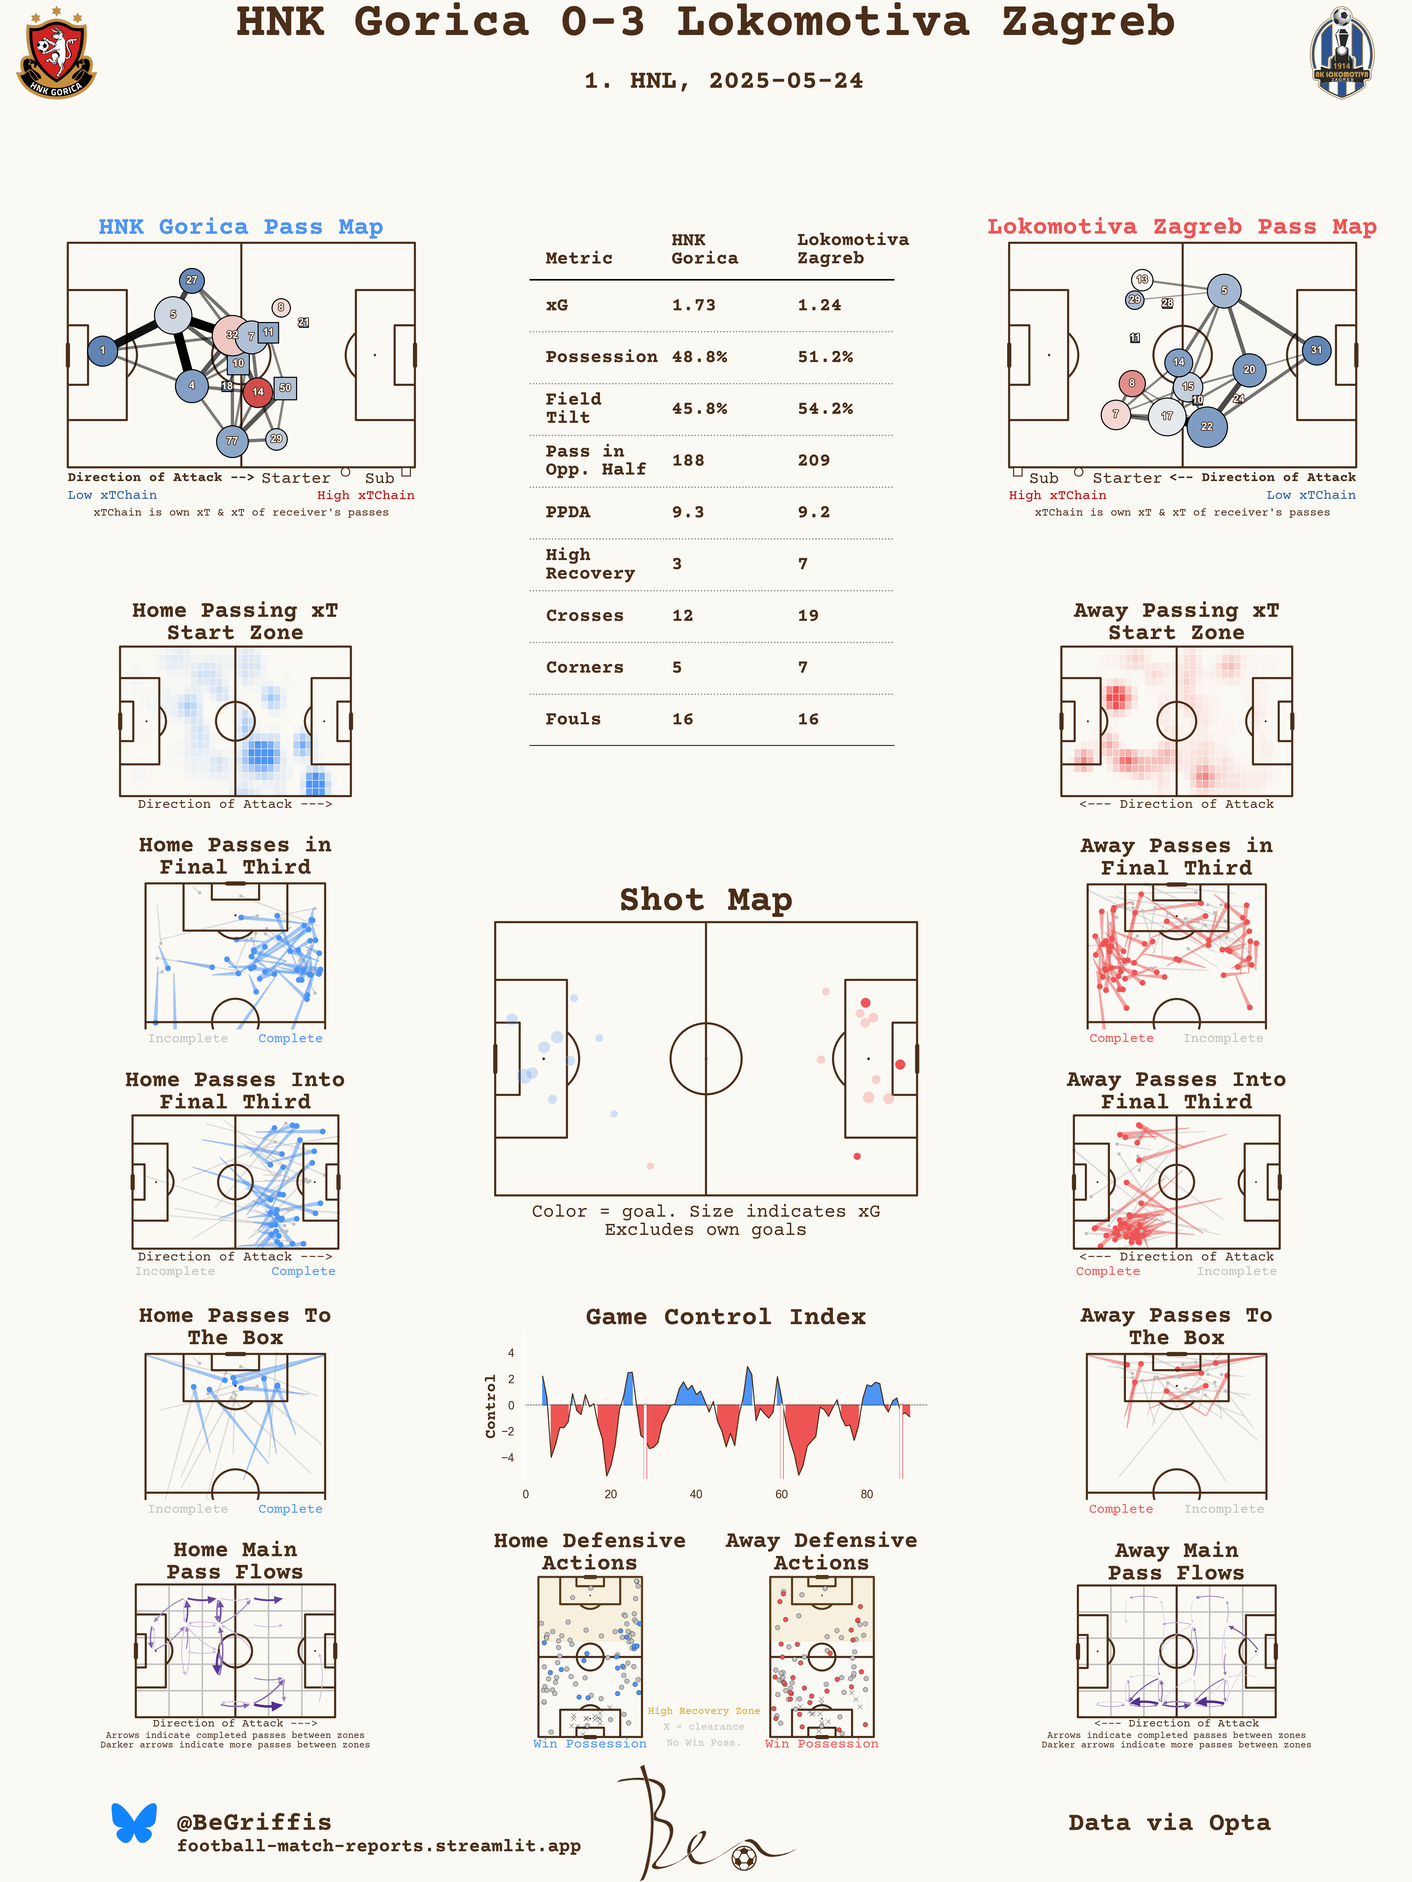 HNK Gorica 0-3 Lokomotiva Zagreb
1. HNL, 2025-05-24
HNK GORICA
1914
NK LOKOMOTIVA
ZAGREB
HNK Gorica Pass Map
27
5
8
21
32
7
11
1
10
4
18
14
50
77
29
Direction of Attack --> Starter Sub
Low xTChain High xTChain
xTChain is own xT & xT of receiver's passes
Metric HNK Gorica Lokomotiva Zagreb
xG 1.73 1.24
Possession 48.8% 51.2%
Field Tilt 45.8% 54.2%
Pass in Opp. Half 188 209
PPDA 9.3 9.2
High Recovery 3 7
Crosses 12 19
Corners 5 7
Fouls 16 16
Lokomotiva Zagreb Pass Map
13
5
29
28
11
31
14
20
8
15
10
24
7
17
22
Sub Starter <-- Direction of Attack
High xTChain Low xTChain
xTChain is own xT & xT of receiver's passes
Home Passing xT
Start Zone
Direction of Attack --->
Away Passing xT
Start Zone
<--- Direction of Attack
Home Passes in
Final Third
Incomplete Complete
Away Passes in
Final Third
Complete Incomplete
Shot Map
Color = goal. Size indicates xG
Excludes own goals
Home Passes Into
Final Third
Direction of Attack --->
Incomplete Complete
Away Passes Into
Final Third
<--- Direction of Attack
Complete Incomplete
Home Passes To
The Box
Incomplete Complete
Game Control Index
Control
4
2
0
−2
−4
0 20 40 60 80
Away Passes To
The Box
Complete Incomplete
Home Main
Pass Flows
Direction of Attack --->
Arrows indicate completed passes between zones
Darker arrows indicate more passes between zones
Home Defensive
Actions
Win Possession
High Recovery Zone
X = clearance
No Win Poss.
Away Defensive
Actions
Win Possession
Away Main
Pass Flows
<--- Direction of Attack
Arrows indicate completed passes between zones
Darker arrows indicate more passes between zones
@BeGriffis
football-match-reports.streamlit.app
Ben
Data via Opta